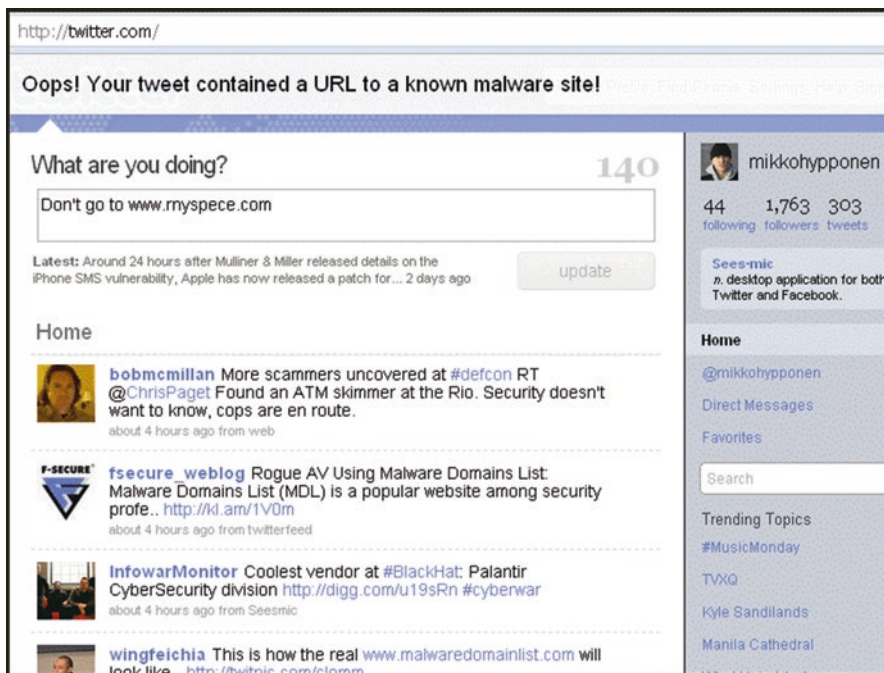 http://twitter.com/
Oops! Your tweet contained a URL to a known malware site!
What are you doing?
140
Don't go to www.rnyspece.com
Latest: Around 24 hours after Mulliner & Miller released details on the
iPhone SMS vulnerability, Apple has now released a patch for... 2 days ago
update
Home
bobmcmillan More scammers uncovered at #defcon RT
@ChrisPaget Found an ATM skimmer at the Rio. Security doesn't
want to know, cops are en route.
about 4 hours ago from web
F-SECURE
fsecure_weblog Rogue AV Using Malware Domains List:
Malware Domains List (MDL) is a popular website among security
profe.. http://kl.am/1V0m
about 4 hours ago from twitterfeed
InfowarMonitor Coolest vendor at #BlackHat: Palantir
CyberSecurity division http://digg.com/u19sRn #cyberwar
about 4 hours ago from Seesmic
wingfeichia This is how the real www.malwaredomainlist.com will
look like.. http://twitpic.com/
mikkohypponen
44 1,763 303
following followers tweets
Sees·mic
n. desktop application for both
Twitter and Facebook.
Home
@mikkohypponen
Direct Messages
Favorites
Search
Trending Topics
#MusicMonday
TVXQ
Kyle Sandilands
Manila Cathedral